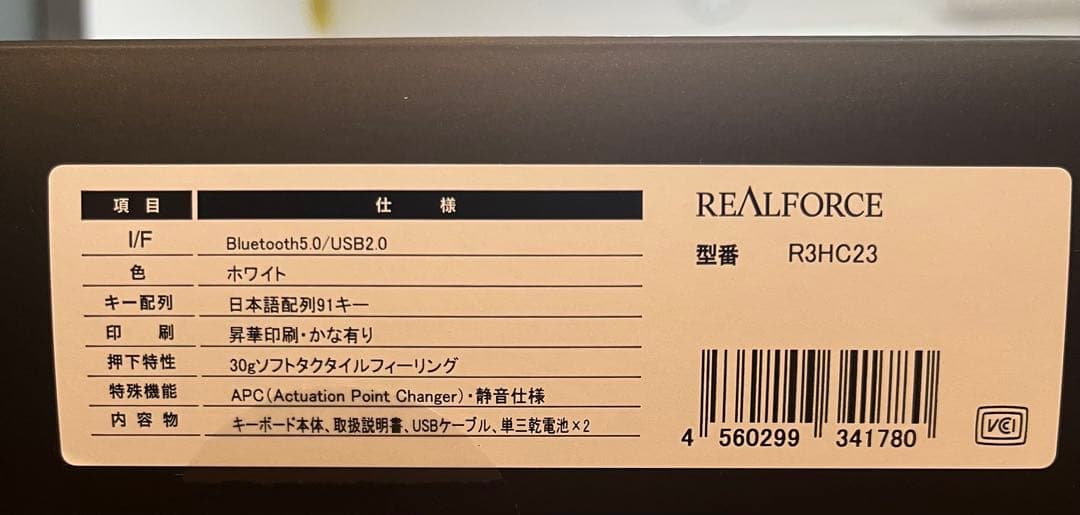 項 目 仕 様
I/F Bluetooth5.0/USB2.0
色 ホワイト
キー配列 日本語配列91キー
印 刷 昇華印刷・かな有り
押下特性 30gソフトタクタイルフィーリング
特殊機能 APC(Actuation Point Changer)・静音仕様
内 容 物 キーボード本体、取扱説明書、USBケーブル、単三乾電池×2
REALFORCE
型番 R3HC23
4 560299 341780
VCCI